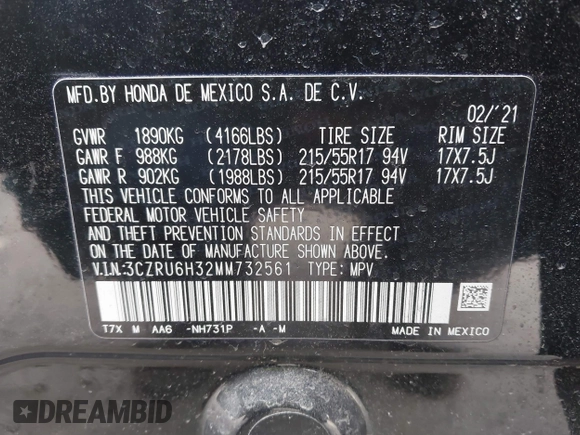 MFD.BY HONDA DE MEXICO S.A. DE C.V.
02/'21
GVWR 1890KG (4166LBS) TIRE SIZE RIM SIZE
GAWR F 988KG (2178LBS) 215/55R17 94V 17X7.5J
GAWR R 902KG (1988LBS) 215/55R17 94V 17X7.5J
THIS VEHICLE CONFORMS TO ALL APPLICABLE
FEDERAL MOTOR VEHICLE SAFETY
AND THEFT PREVENTION STANDARDS IN EFFECT
ON THE DATE OF MANUFACTURE SHOWN ABOVE.
V.I.N.:3CZRU6H32MM732561 TYPE: MPV
T7X M AA6 -NH731P -A -M MADE IN MEXICO
DREAMBID